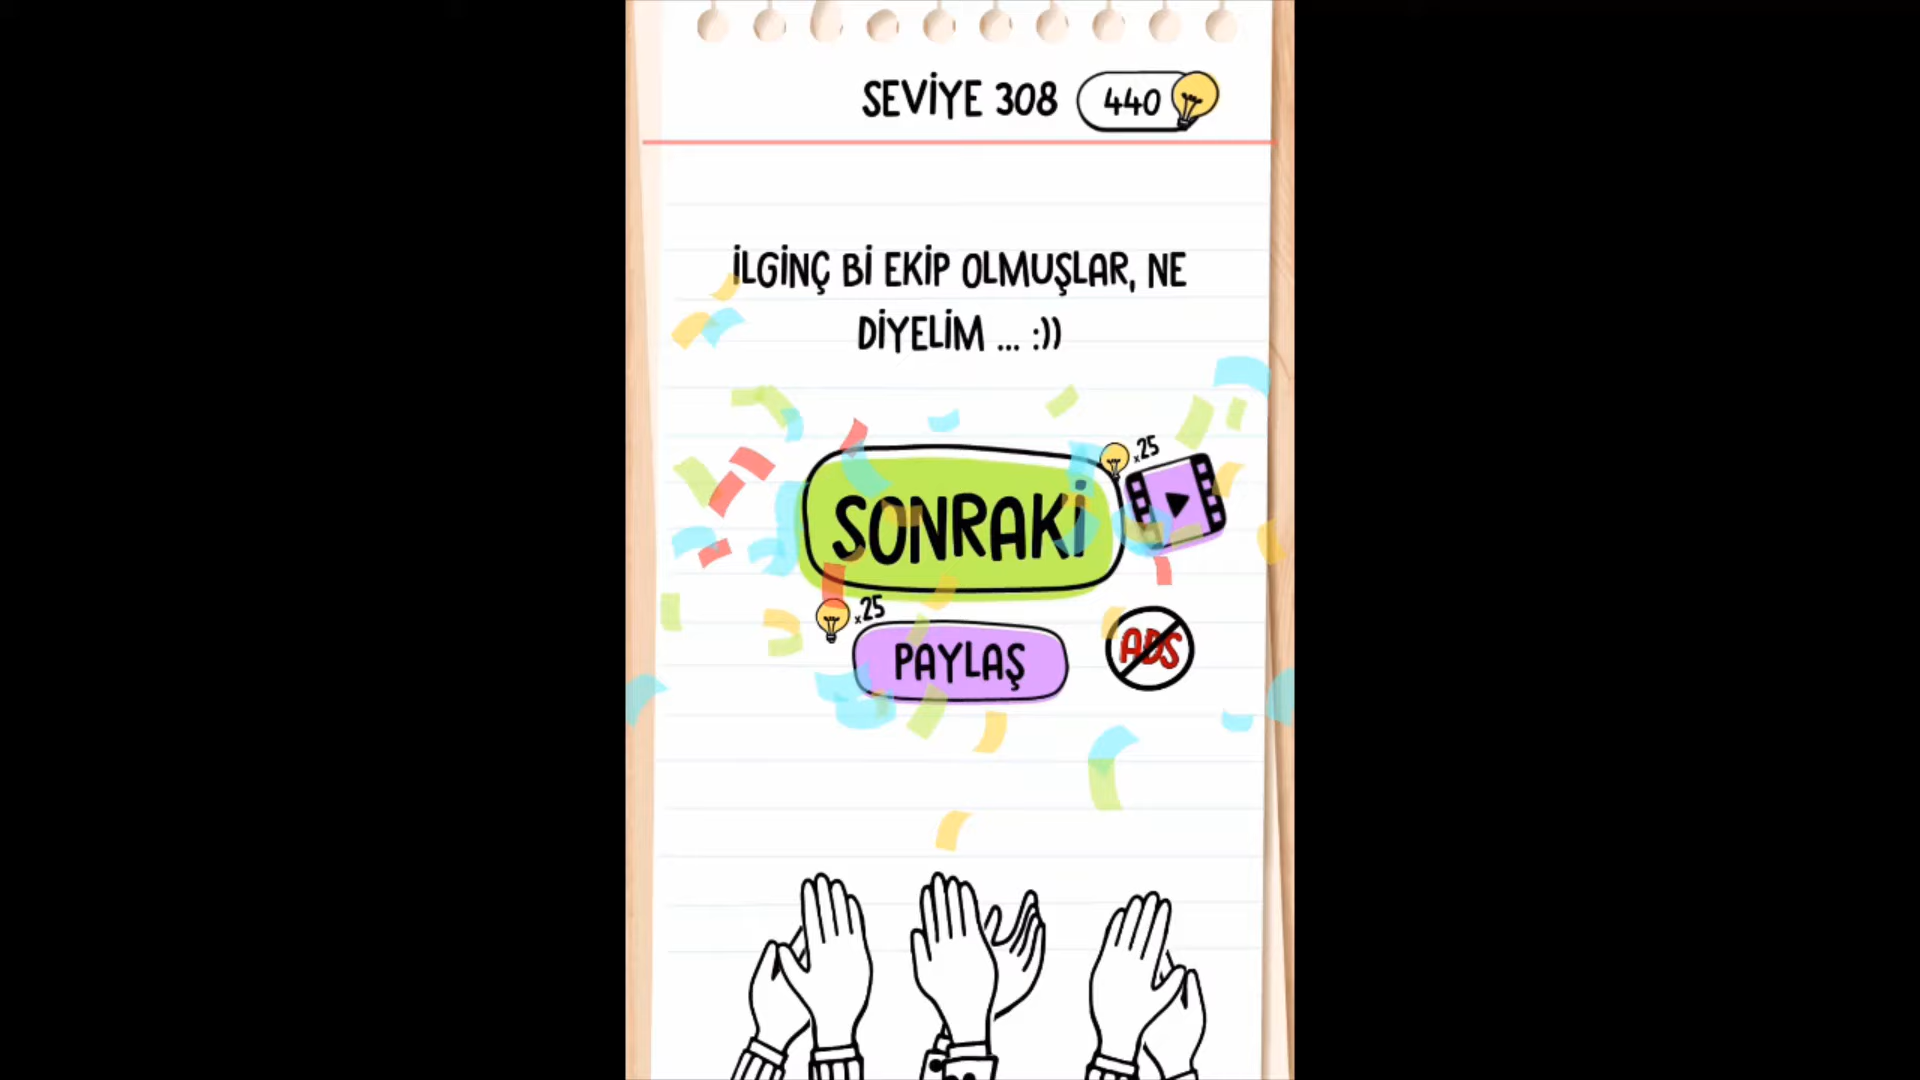 SEVİYE 308
440
İLGİNÇ Bİ EKİP OLMUŞLAR, NE
DİYELİM ... :))
x25
SONRAKİ
x25
PAYLAŞ
ADS